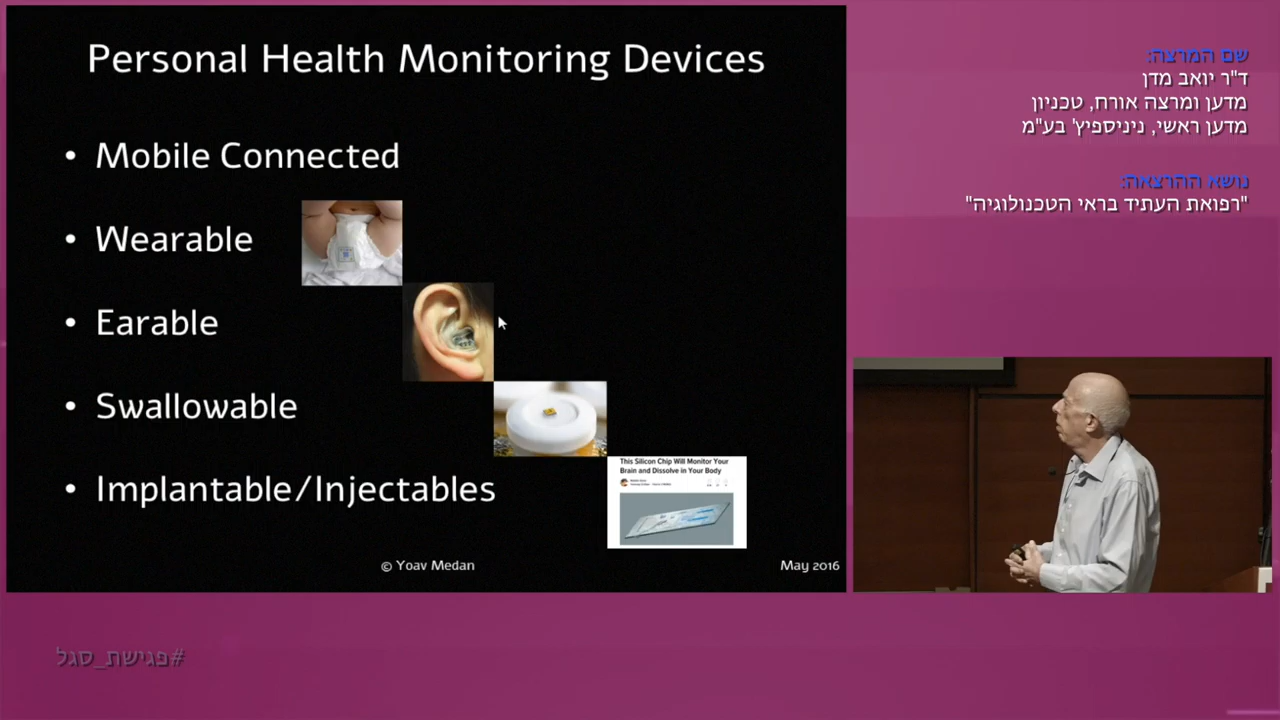 Personal Health Monitoring Devices
• Mobile Connected
• Wearable
• Earable
• Swallowable
• Implantable/Injectables
This Silicon Chip Will Monitor Your
Brain and Dissolve in Your Body
© Yoav Medan
May 2016
שם המרצה:
ד"ר יואב מדן
מדען ומרצה אורח, טכניון
מדען ראשי, ניניספיץ' בע"מ
נושא ההרצאה:
"רפואת העתיד בראי הטכנולוגיה"
#פגישת_סגל